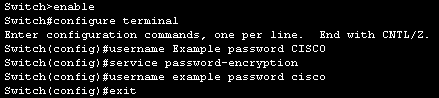 Switch>enable
Switch#configure terminal
Enter configuration commands, one per line.  End with CNTL/Z.
Switch(config)#username Example password CISCO
Switch(config)#service password-encryption
Switch(config)#username example password cisco
Switch(config)#exit